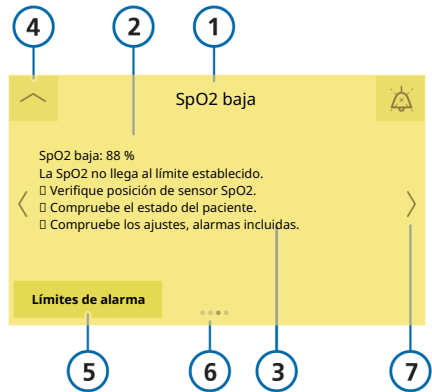 4
2
1
SpO2 baja
SpO2 baja: 88 %
La SpO2 no llega al límite establecido.
▯ Verifique posición de sensor SpO2.
▯ Compruebe el estado del paciente.
▯ Compruebe los ajustes, alarmas incluidas.
Límites de alarma
5
6
3
7